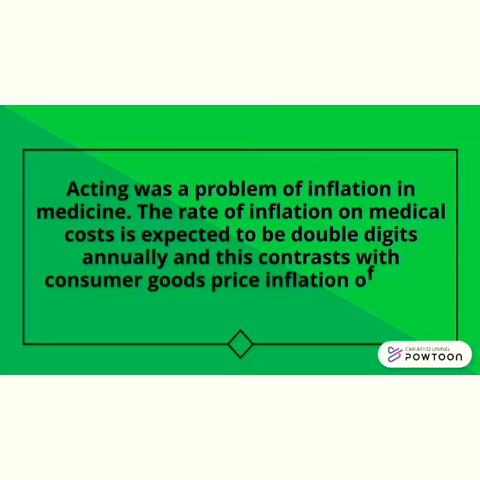 Acting was a problem of inflation in
medicine. The rate of inflation on medical
costs is expected to be double digits
annually and this contrasts with
consumer goods price inflation of
CREATED USING
POWTOON